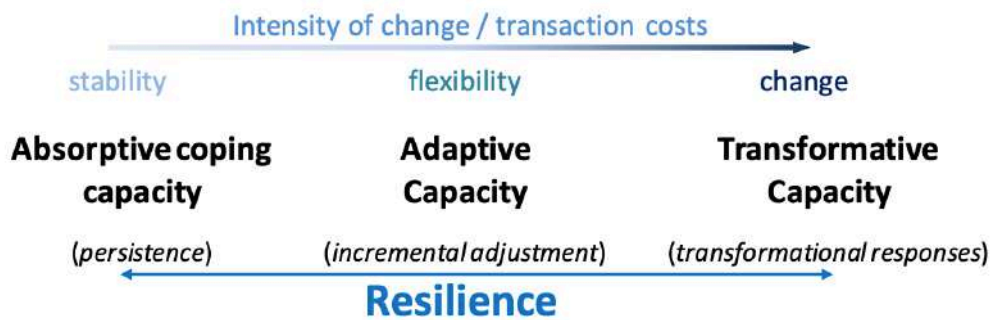 Intensity of change / transaction costs
stability flexibility change
Absorptive coping capacity
Adaptive Capacity
Transformative Capacity
(persistence) (incremental adjustment) (transformational responses)
Resilience